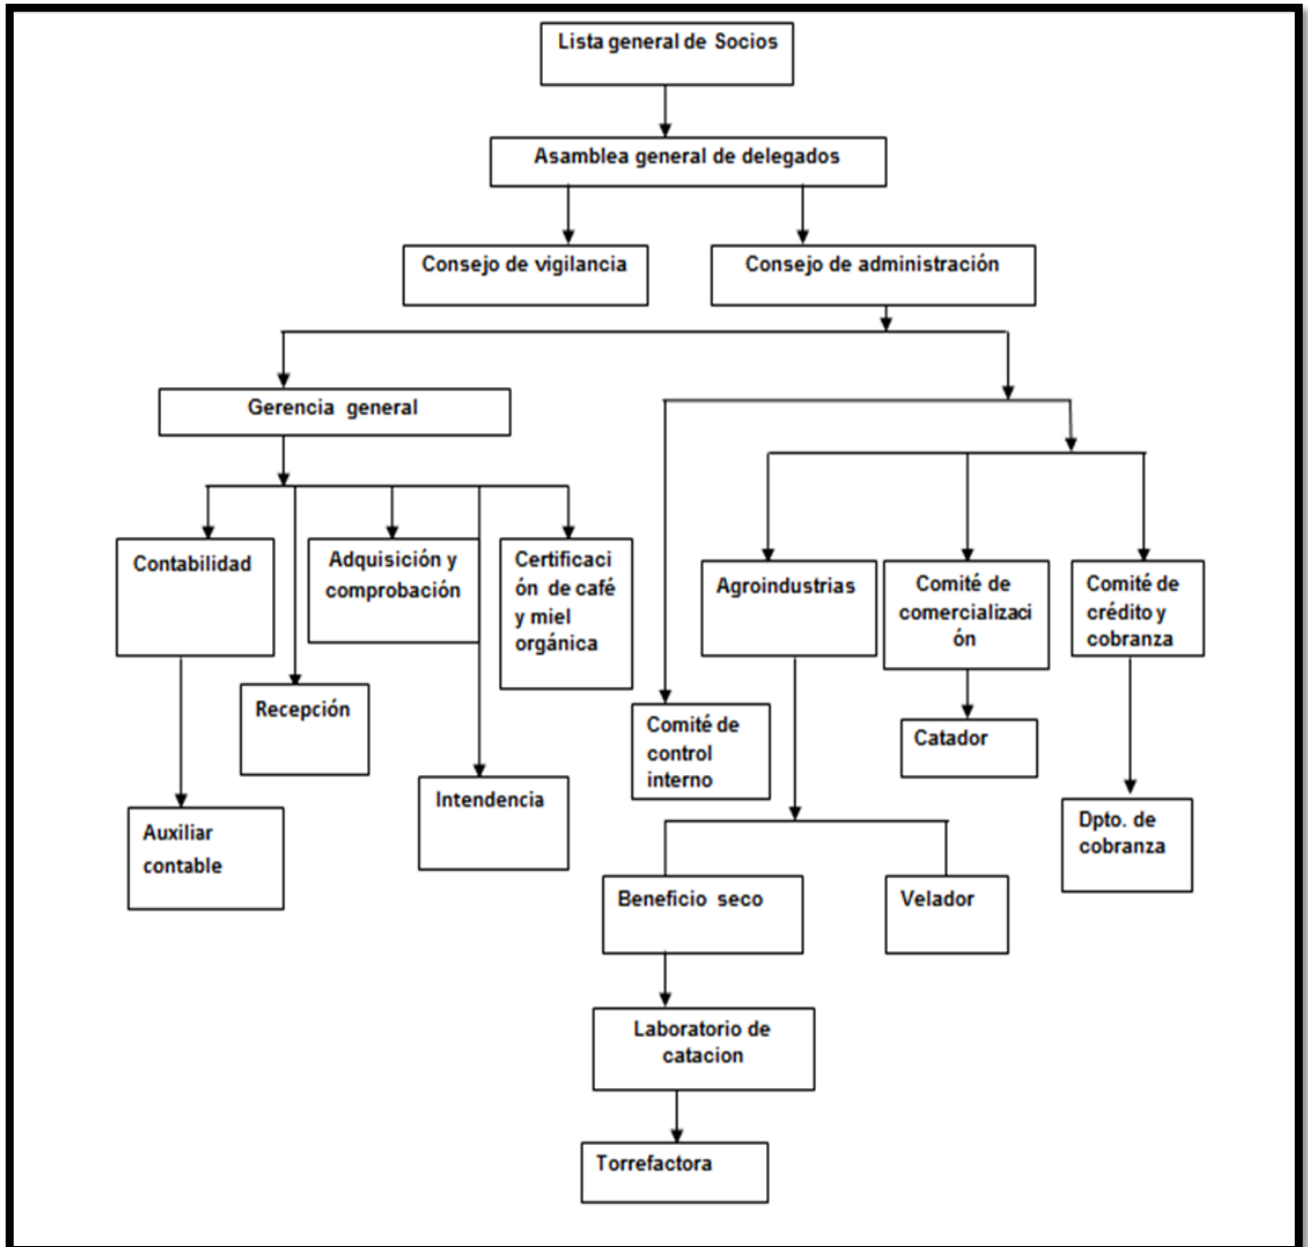 Lista general de Socios
Asamblea general de delegados
Consejo de vigilancia
Consejo de administración
Gerencia general
Contabilidad
Adquisición y
comprobación
Certificaci
ón de café
y miel
orgánica
Agroindustrias
Comité de
comercializaci
ón
Comité de
crédito y
cobranza
Recepción
Comité de
control
interno
Catador
Intendencia
Auxiliar
contable
Dpto. de
cobranza
Beneficio seco
Velador
Laboratorio de
catacion
Torrefactora